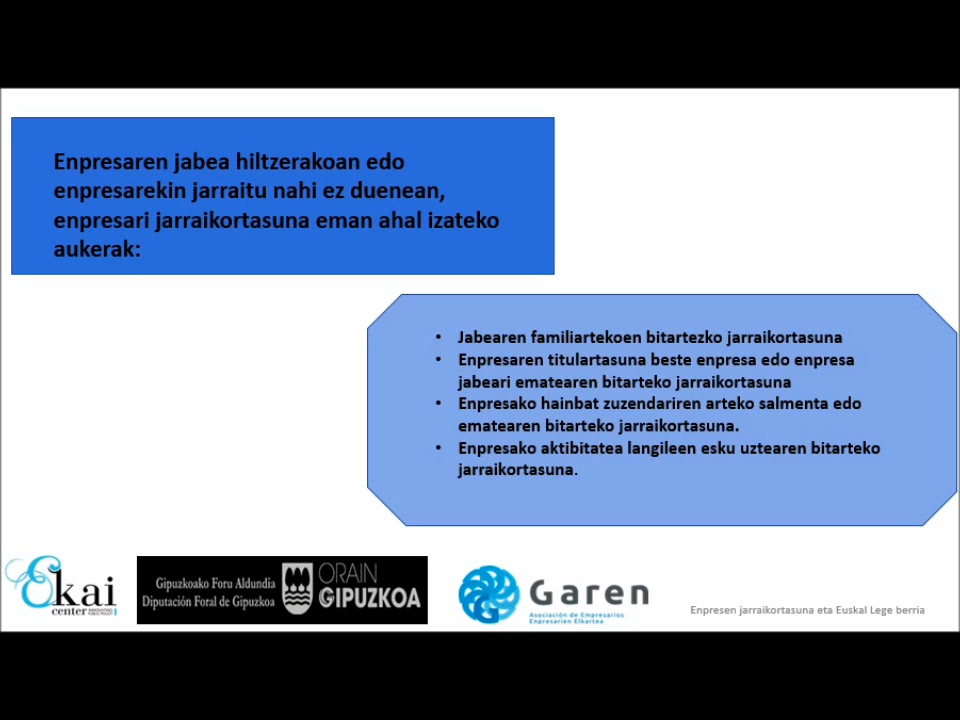 Enpresaren jabea hiltzerakoan edo
enpresarekin jarraitu nahi ez duenean,
enpresari jarraikortasuna eman ahal izateko
aukerak:
• Jabearen familiartekoen bitartezko jarraikortasuna
• Enpresaren titulartasuna beste enpresa edo enpresa
jabeari ematearen bitarteko jarraikortasuna
• Enpresako hainbat zuzendariren arteko salmenta edo
ematearen bitarteko jarraikortasuna.
• Enpresako aktibitatea langileen esku uztearen bitarteko
jarraikortasuna.
Ekai
center
Gipuzkoako Foru Aldundia
Diputación Foral de Gipuzkoa
ORAIN
GIPUZKOA
Garen
Asociación de Empresarios
Enpresarien Elkartea
Enpresen jarraikortasuna eta Euskal Lege berria